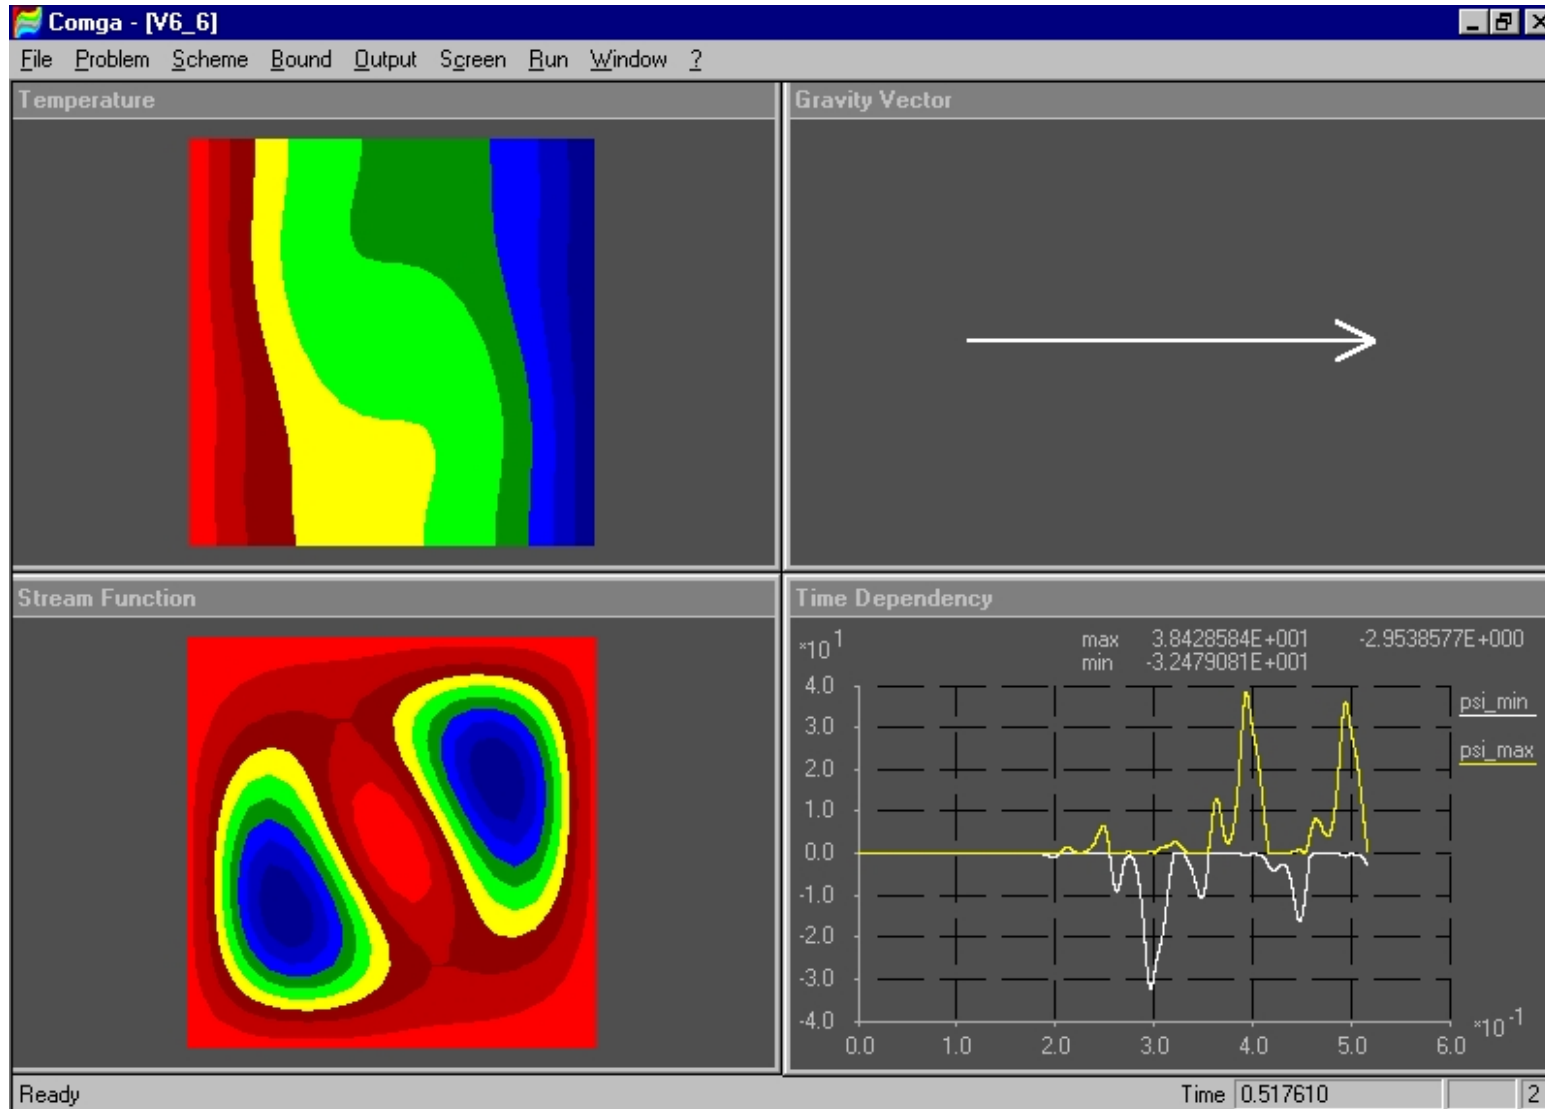 Comga - [V6_6]
File Problem Scheme Bound Output Screen Run Window ?
Temperature
Gravity Vector
Stream Function
Time Dependency
*10 1
max 3.8428584E+001 -2.9538577E+000
min -3.2479081E+001
4.0
3.0
2.0
1.0
0.0
-1.0
-2.0
-3.0
-4.0
psi_min
psi_max
0.0 1.0 2.0 3.0 4.0 5.0 6.0
*10 -1
Ready
Time 0.517610
2